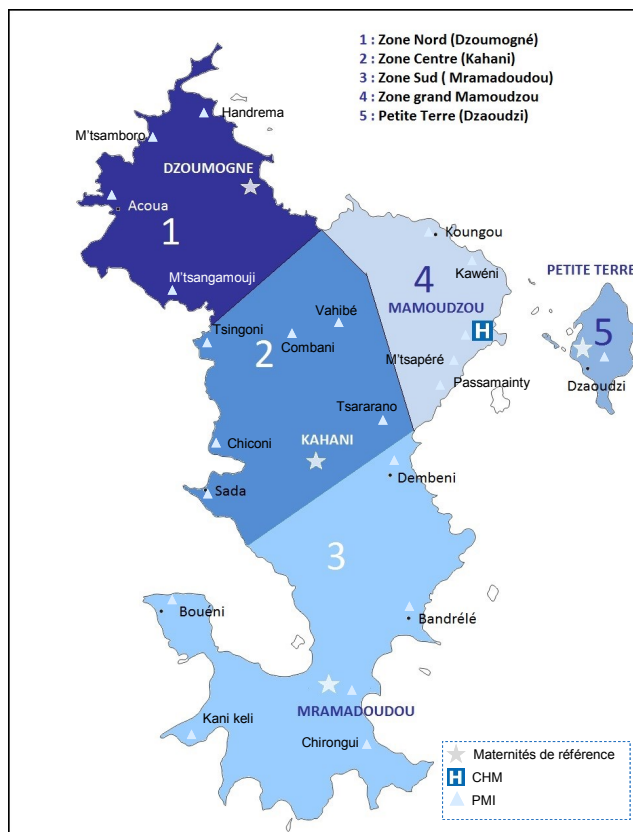 1 : Zone Nord (Dzoumogné)
2 : Zone Centre (Kahani)
3 : Zone Sud ( Mramadoudou)
4 : Zone grand Mamoudzou
5 : Petite Terre (Dzaoudzi)
Handrema
M'tsamboro
DZOUMOGNE
Acoua
1
M'tsangamouji
Koungou
Kawéni
4
MAMOUDZOU
H
M'tsapéré
Passamainty
PETITE TERRE
5
Dzaoudzi
Tsingoni
2
Vahibé
Combani
Tsararano
Chiconi
KAHANI
Sada
Dembeni
3
Bouéni
Bandrélé
MRAMADOUDOU
Kani keli
Chirongui
Maternités de référence
H CHM
PMI